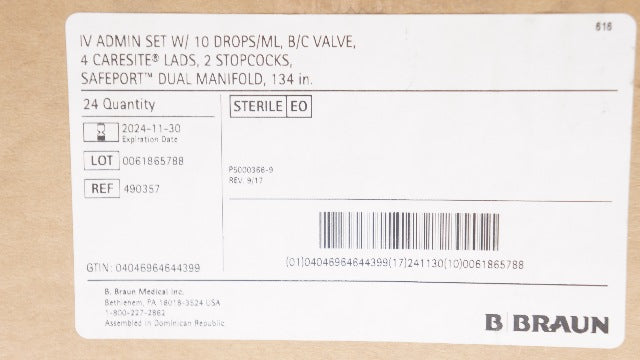 616
IV ADMIN SET W/ 10 DROPS/ML, B/C VALVE,
4 CARESITE® LADS, 2 STOPCOCKS,
SAFEPORT™ DUAL MANIFOLD, 134 in.
24 Quantity
STERILE EO
2024-11-30
Expiration Date
LOT 0061865788
REF 490357
PS000366-9
REV. 9/17
(01)04046964644399(17)241130(10)0061865788
GTIN: 04046964644399
B. Braun Medical Inc.
Bethlehem, PA 18018-3524 USA
1-800-227-2862
Assembled in Dominican Republic
B BRAUN